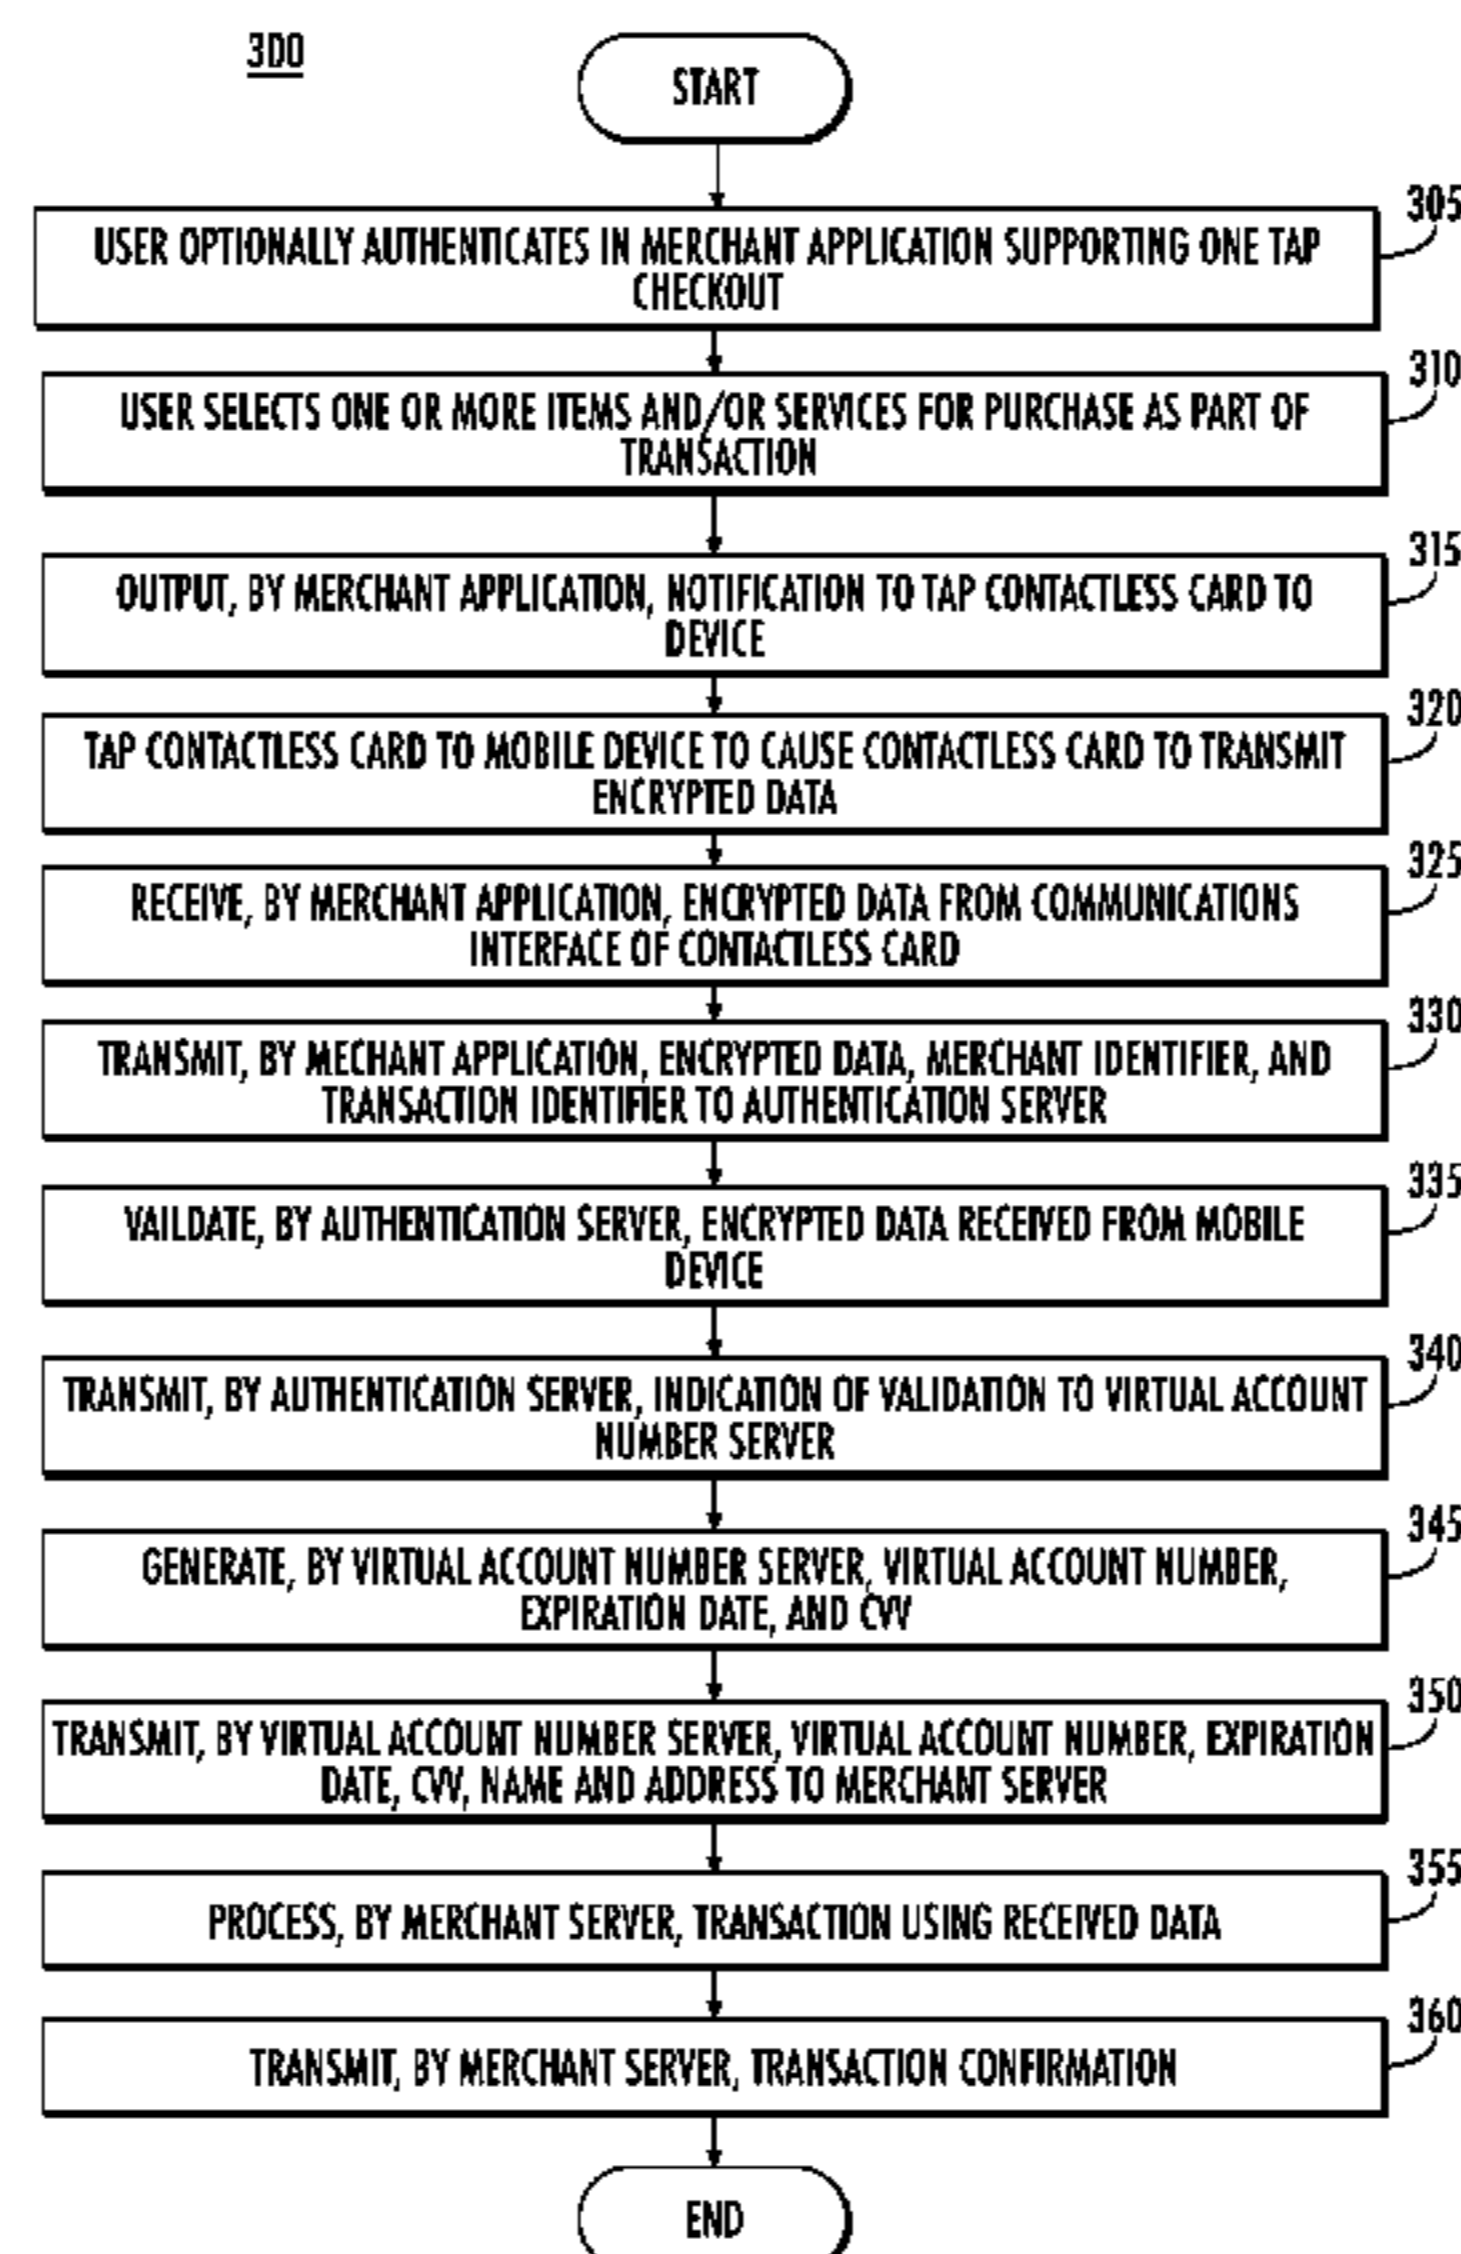 300
START
305
USER OPTIONALLY AUTHENTICATES IN MERCHANT APPLICATION SUPPORTING ONE TAP
CHECKOUT
310
USER SELECTS ONE OR MORE ITEMS AND/OR SERVICES FOR PURCHASE AS PART OF
TRANSACTION
315
OUTPUT, BY MERCHANT APPLICATION, NOTIFICATION TO TAP CONTACTLESS CARD TO
DEVICE
320
TAP CONTACTLESS CARD TO MOBILE DEVICE TO CAUSE CONTACTLESS CARD TO TRANSMIT
ENCRYPTED DATA
325
RECEIVE, BY MERCHANT APPLICATION, ENCRYPTED DATA FROM COMMUNICATIONS
INTERFACE OF CONTACTLESS CARD
330
TRANSMIT, BY MECHANT APPLICATION, ENCRYPTED DATA, MERCHANT IDENTIFIER, AND
TRANSACTION IDENTIFIER TO AUTHENTICATION SERVER
335
VAILDATE, BY AUTHENTICATION SERVER, ENCRYPTED DATA RECEIVED FROM MOBILE
DEVICE
340
TRANSMIT, BY AUTHENTICATION SERVER, INDICATION OF VALIDATION TO VIRTUAL ACCOUNT
NUMBER SERVER
345
GENERATE, BY VIRTUAL ACCOUNT NUMBER SERVER, VIRTUAL ACCOUNT NUMBER,
EXPIRATION DATE, AND CVV
350
TRANSMIT, BY VIRTUAL ACCOUNT NUMBER SERVER, VIRTUAL ACCOUNT NUMBER, EXPIRATION
DATE, CVV, NAME AND ADDRESS TO MERCHANT SERVER
355
PROCESS, BY MERCHANT SERVER, TRANSACTION USING RECEIVED DATA
360
TRANSMIT, BY MERCHANT SERVER, TRANSACTION CONFIRMATION
END